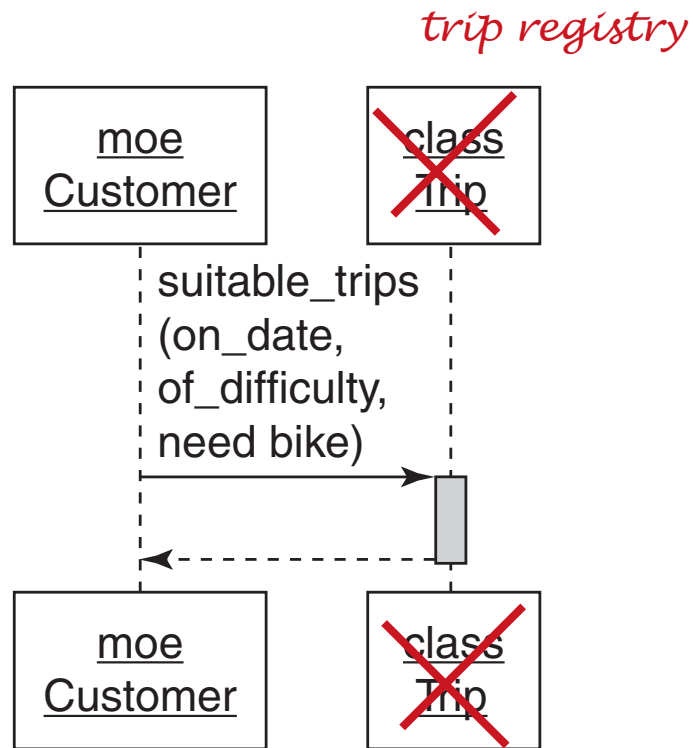 trip registry
moe
Customer
class
Trip
suitable_trips
(on_date,
of_difficulty,
need bike)
moe
Customer
class
Trip